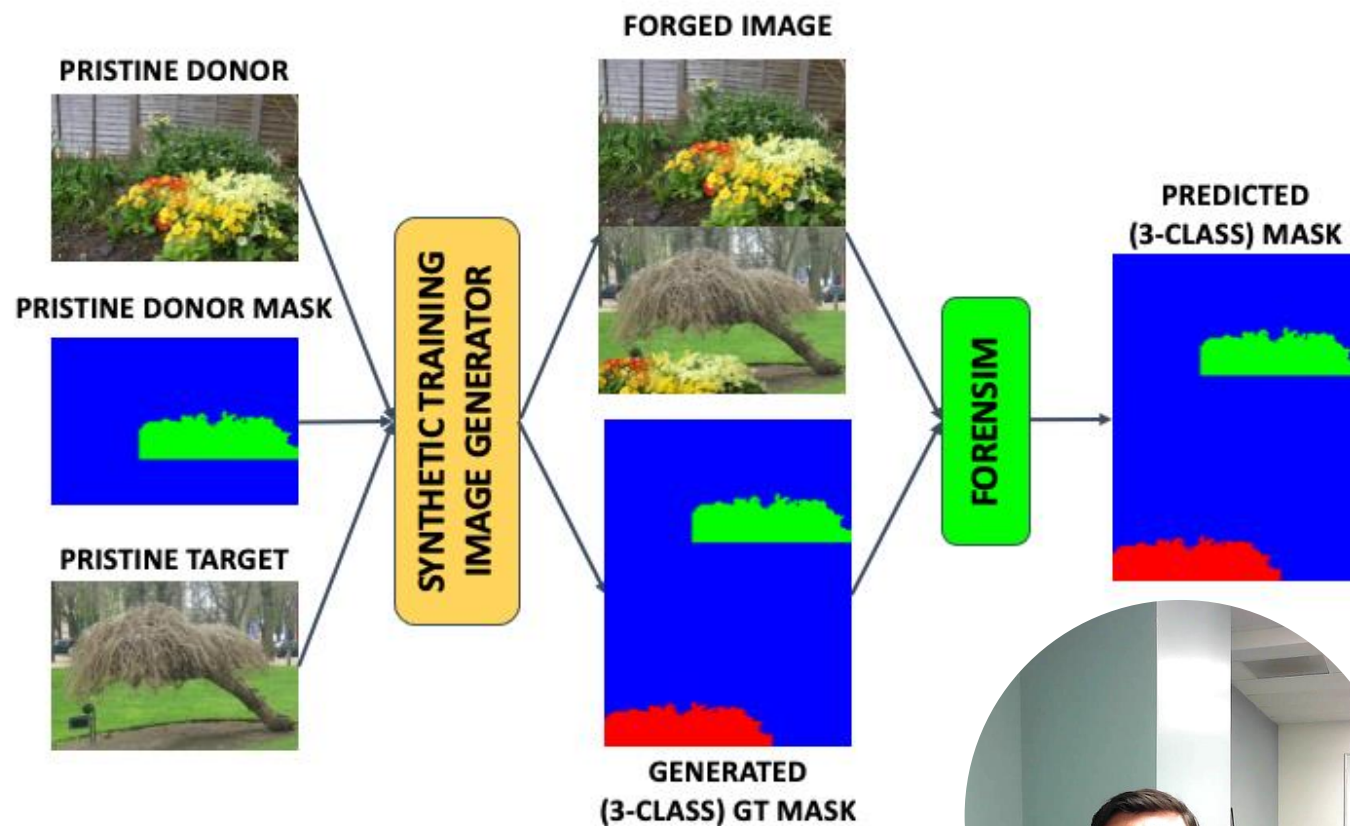 PRISTINE DONOR
PRISTINE DONOR MASK
PRISTINE TARGET
SYNTHETIC TRAINING
IMAGE GENERATOR
FORGED IMAGE
GENERATED
(3-CLASS) GT MASK
FORENSIM
PREDICTED
(3-CLASS) MASK